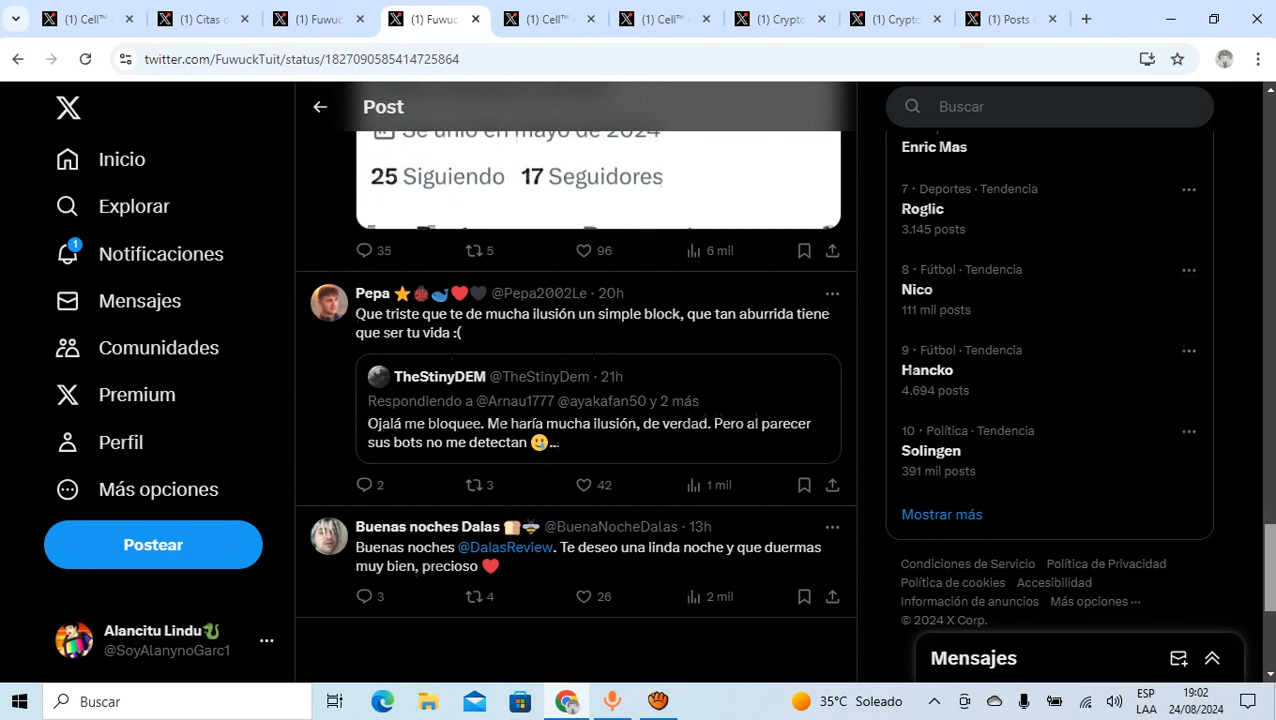 (1) Cell™
(1) Citas d
(1) Fuwuc
(1) Fuwuck
(1) Cell™
(1) Cell™
(1) Crypto
(1) Crypto
(1) Posts c
twitter.com/FuwuckTuit/status/1827090585414725864
Inicio
Explorar
1
Notificaciones
Mensajes
Comunidades
Premium
Perfil
Más opciones
Postear
Alancitu Lindu
@SoyAlanynoGarc1
Post
Se unió en mayo de 2024
25 Siguiendo 17 Seguidores
35 5 96 6 mil
Pepa ⭐🐞🐳❤️🖤 @Pepa2002Le · 20h
Que triste que te de mucha ilusión un simple block, que tan aburrida tiene
que ser tu vida :(
TheStinyDEM @TheStinyDem · 21h
Respondiendo a @Arnau1777 @ayakafan50 y 2 más
Ojalá me bloquee. Me haría mucha ilusión, de verdad. Pero al parecer
sus bots no me detectan 🥲...
2 3 42 1 mil
Buenas noches Dalas 🍞🐝 @BuenaNocheDalas · 13h
Buenas noches @DalasReview. Te deseo una linda noche y que duermas
muy bien, precioso ❤️
3 4 26 2 mil
Buscar
Enric Mas
7 · Deportes · Tendencia
Roglic
3.145 posts
8 · Fútbol · Tendencia
Nico
111 mil posts
9 · Fútbol · Tendencia
Hancko
4.694 posts
10 · Política · Tendencia
Solingen
391 mil posts
Mostrar más
Condiciones de Servicio Política de Privacidad
Política de cookies Accesibilidad
Información de anuncios Más opciones ···
© 2024 X Corp.
Mensajes
Buscar
35°C Soleado
ESP
LAA
19:02
24/08/2024